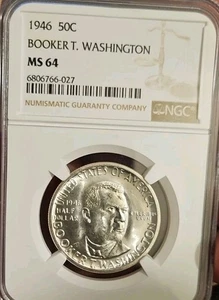 1946 50C
BOOKER T. WASHINGTON
MS 64
6806766-027
NUMISMATIC GUARANTY COMPANY
NGC
UNITED STATES OF AMERICA
1946
HALF
DOLLAR
BOOKER T. WASHINGTON